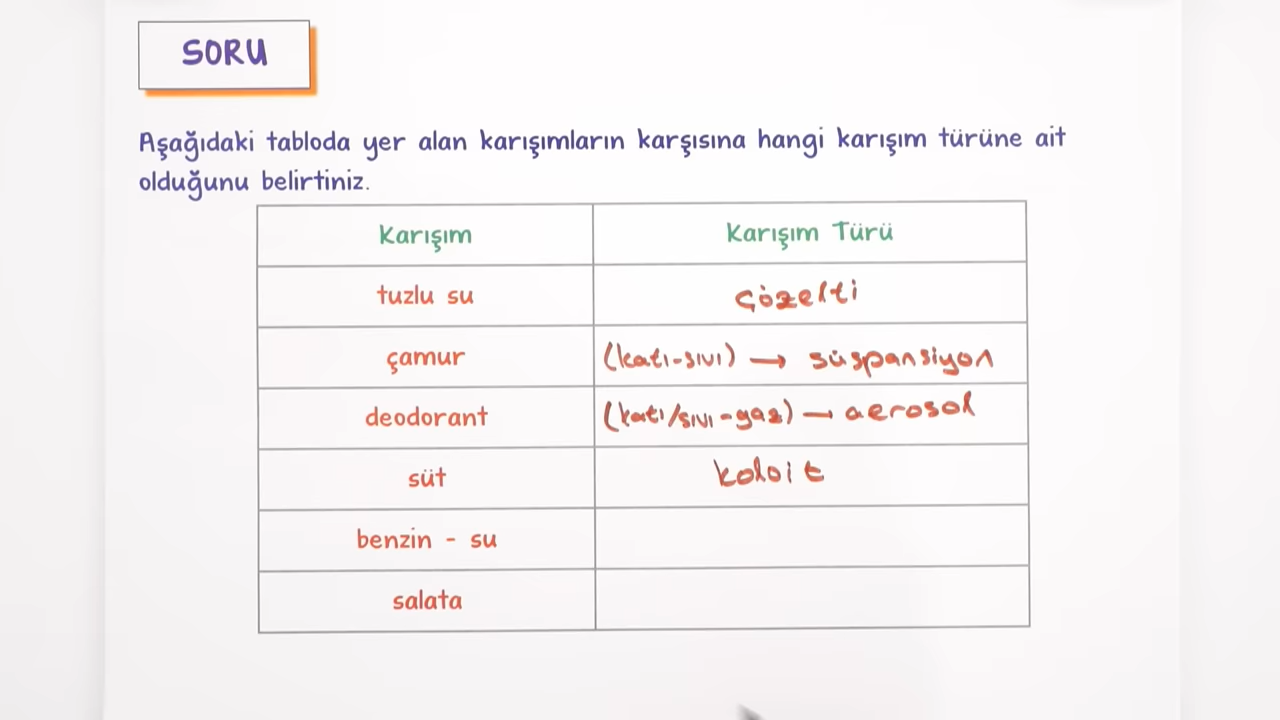 SORU
Aşağıdaki tabloda yer alan karışımların karşısına hangi karışım türüne ait
olduğunu belirtiniz.
Karışım Karışım Türü
tuzlu su çözelti
çamur (katı-sıvı) → süspansiyon
deodorant (katı/sıvı-gaz) → aerosol
süt koloit
benzin - su
salata